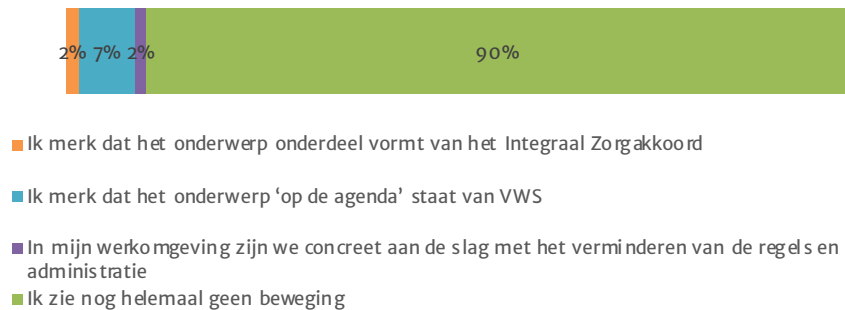 2% 7% 2% 90%
Ik merk dat het onderwerp onderdeel vormt van het Integraal Zorgakkoord
Ik merk dat het onderwerp ‘op de agenda’ staat van VWS
In mijn werkomgeving zijn we concreet aan de slag met het verminderen van de regels en
administratie
Ik zie nog helemaal geen beweging